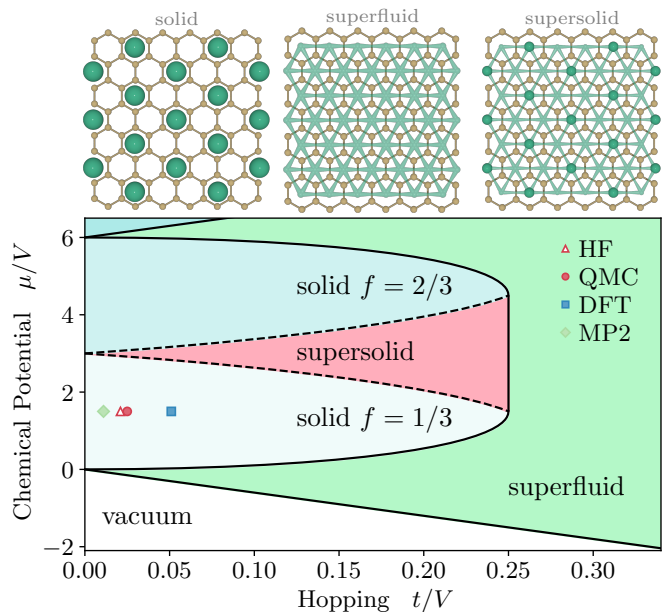 solid superfluid supersolid
6
4
2
0
−2
Chemical Potential μ/V
solid f = 2/3
supersolid
solid f = 1/3
superfluid
vacuum
HF
QMC
DFT
MP2
0.00 0.05 0.10 0.15 0.20 0.25 0.30
Hopping t/V